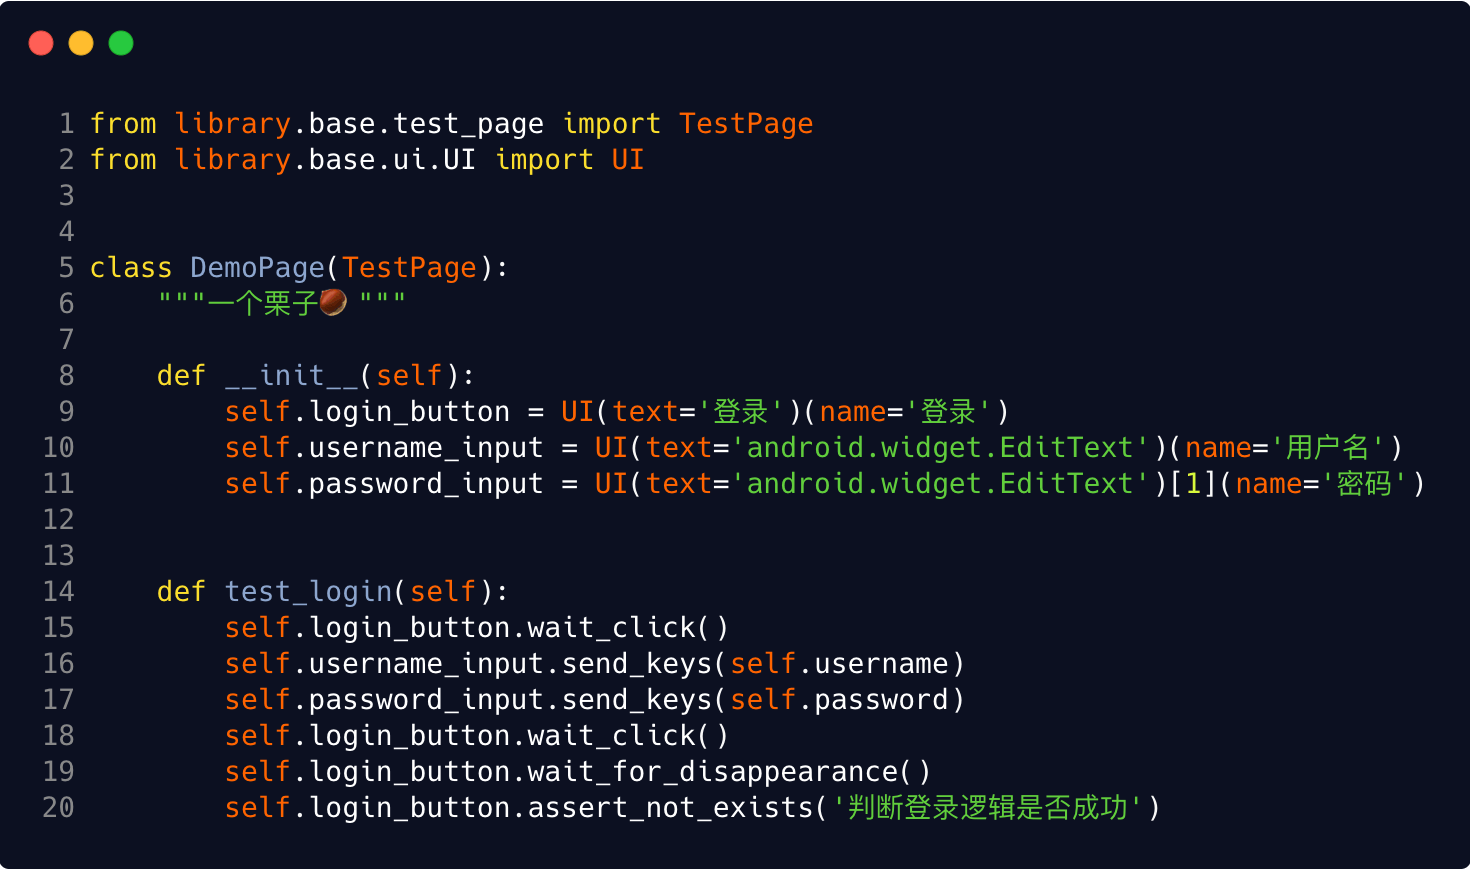 1 from library.base.test_page import TestPage
2 from library.base.ui.UI import UI
3
4
5 class DemoPage(TestPage):
6     """一个栗子🌰 """
7
8     def __init__(self):
9         self.login_button = UI(text='登录')(name='登录')
10         self.username_input = UI(text='android.widget.EditText')(name='用户名')
11         self.password_input = UI(text='android.widget.EditText')[1](name='密码')
12
13
14     def test_login(self):
15         self.login_button.wait_click()
16         self.username_input.send_keys(self.username)
17         self.password_input.send_keys(self.password)
18         self.login_button.wait_click()
19         self.login_button.wait_for_disappearance()
20         self.login_button.assert_not_exists('判断登录逻辑是否成功')